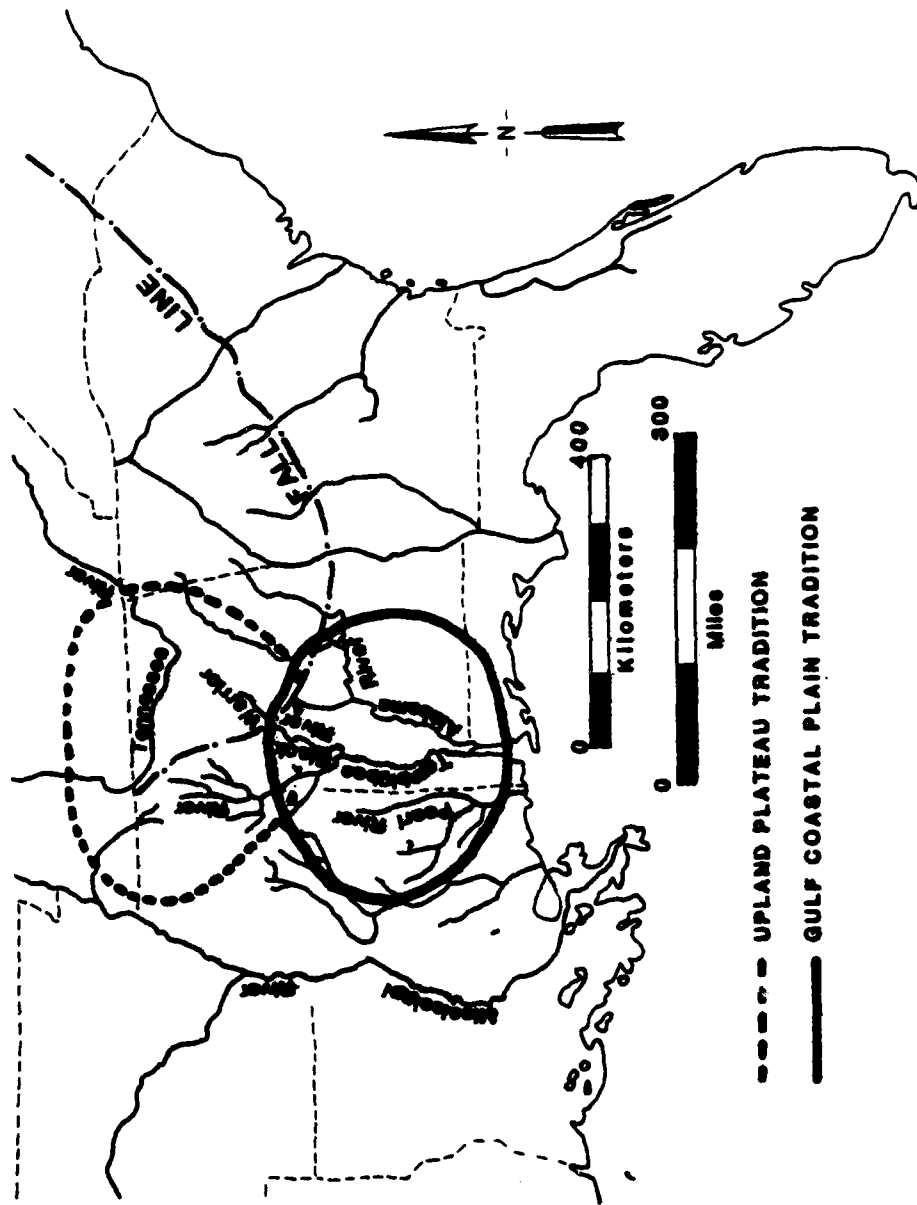 FALL LINE
N
Tennessee River
Black Warrior River
River
Tombigbee
Alabama
River
Pearl River
Mississippi River
0 400
Kilometers
0 300
Miles
UPLAND PLATEAU TRADITION
GULF COASTAL PLAIN TRADITION